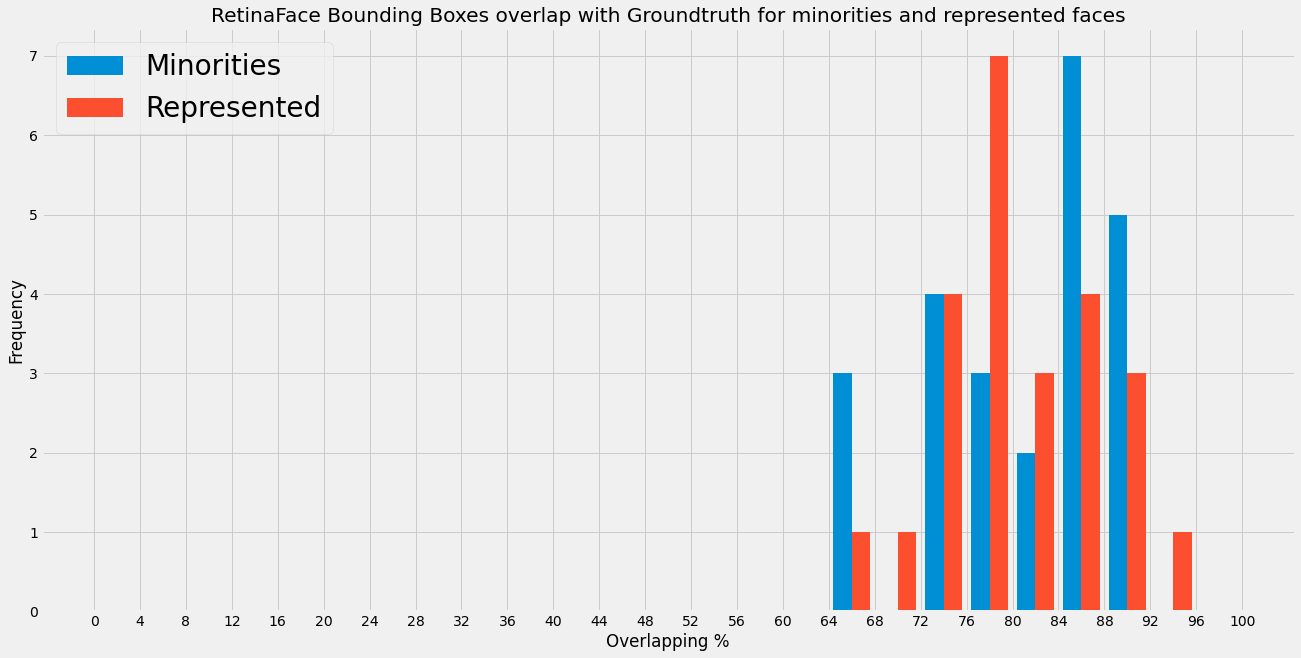 RetinaFace Bounding Boxes overlap with Groundtruth for minorities and represented faces
Minorities
Represented
Frequency
7
6
5
4
3
2
1
0
0 4 8 12 16 20 24 28 32 36 40 44 48 52 56 60 64 68 72 76 80 84 88 92 96 100
Overlapping %